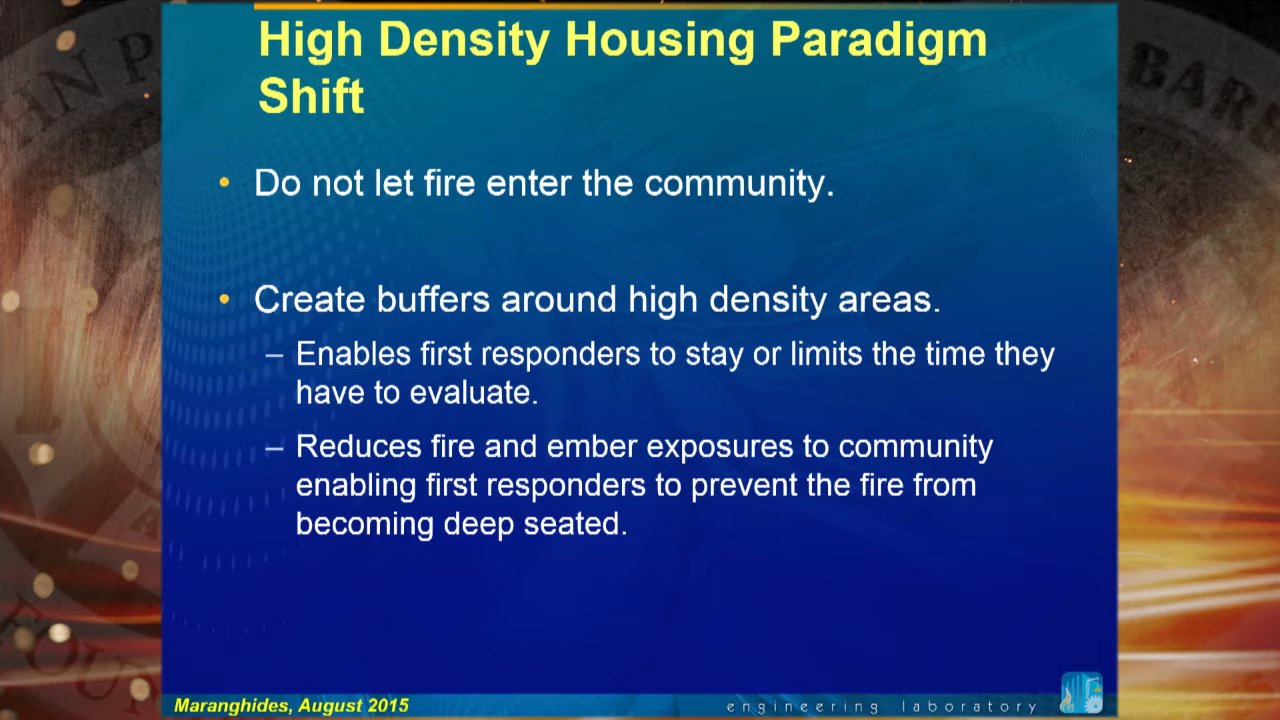 High Density Housing Paradigm
Shift
• Do not let fire enter the community.
• Create buffers around high density areas.
– Enables first responders to stay or limits the time they
have to evaluate.
– Reduces fire and ember exposures to community
enabling first responders to prevent the fire from
becoming deep seated.
Maranghides, August 2015
engineering laboratory